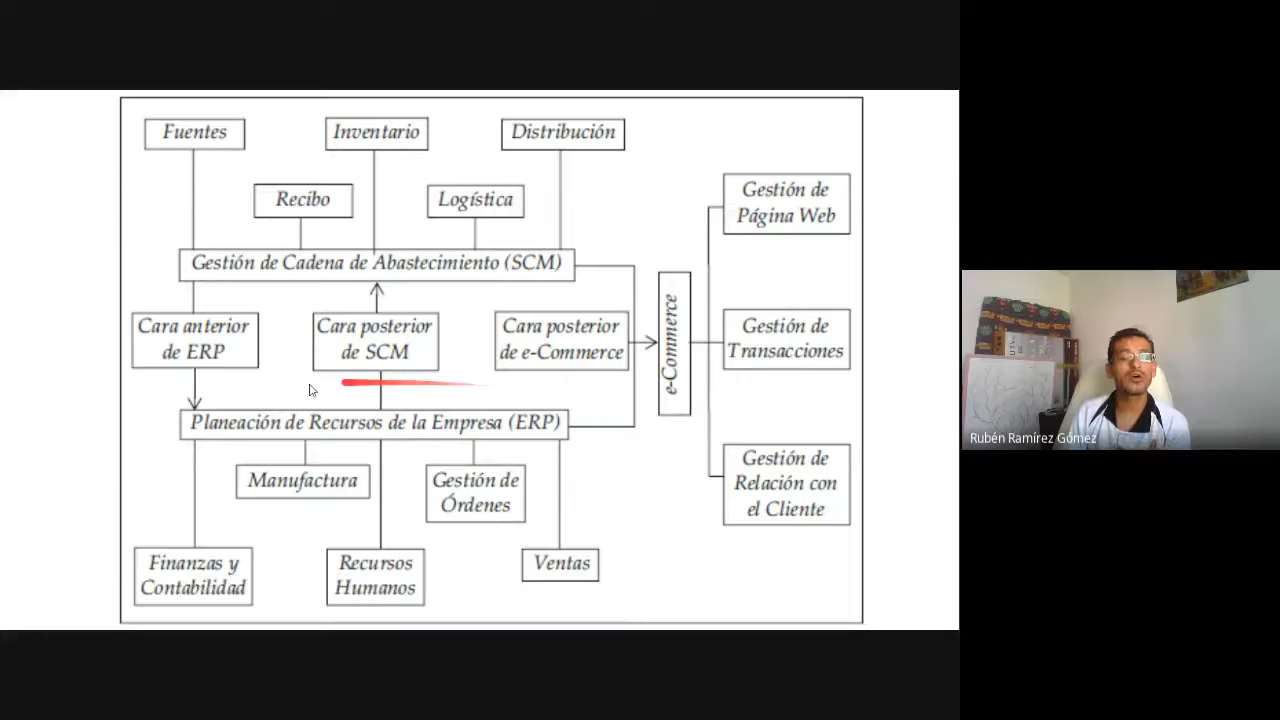 Fuentes
Inventario
Distribución
Recibo
Logística
Gestión de
Página Web
Gestión de Cadena de Abastecimiento (SCM)
Cara anterior
de ERP
Cara posterior
de SCM
Cara posterior
de e-Commerce
e-Commerce
Gestión de
Transacciones
Planeación de Recursos de la Empresa (ERP)
Manufactura
Gestión de
Órdenes
Gestión de
Relación con
el Cliente
Finanzas y
Contabilidad
Recursos
Humanos
Ventas
Rubén Ramírez Gómez